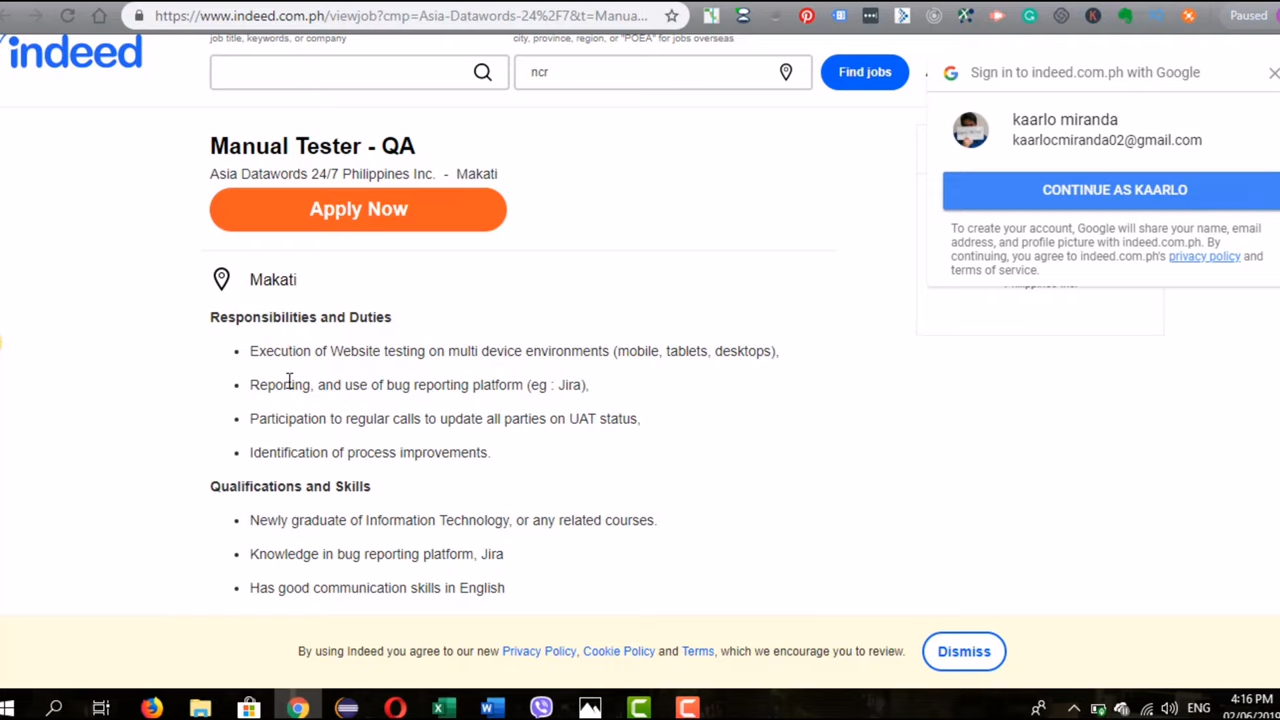 https://www.indeed.com.ph/viewjob?cmp=Asia-Datawords-24%2F7&t=Manua...
Paused
indeed
job title, keywords, or company
city, province, region, or "POEA" for jobs overseas
ncr
Find jobs
Sign in to indeed.com.ph with Google
kaarlo miranda
kaarlocmiranda02@gmail.com
CONTINUE AS KAARLO
To create your account, Google will share your name, email
address, and profile picture with indeed.com.ph. By
continuing, you agree to indeed.com.ph's privacy policy and
terms of service.
Manual Tester - QA
Asia Datawords 24/7 Philippines Inc. - Makati
Apply Now
Makati
Responsibilities and Duties
• Execution of Website testing on multi device environments (mobile, tablets, desktops),
• Reporting, and use of bug reporting platform (eg : Jira),
• Participation to regular calls to update all parties on UAT status,
• Identification of process improvements.
Qualifications and Skills
• Newly graduate of Information Technology, or any related courses.
• Knowledge in bug reporting platform, Jira
• Has good communication skills in English
By using Indeed you agree to our new Privacy Policy, Cookie Policy and Terms, which we encourage you to review.
Dismiss
ENG
4:16 PM